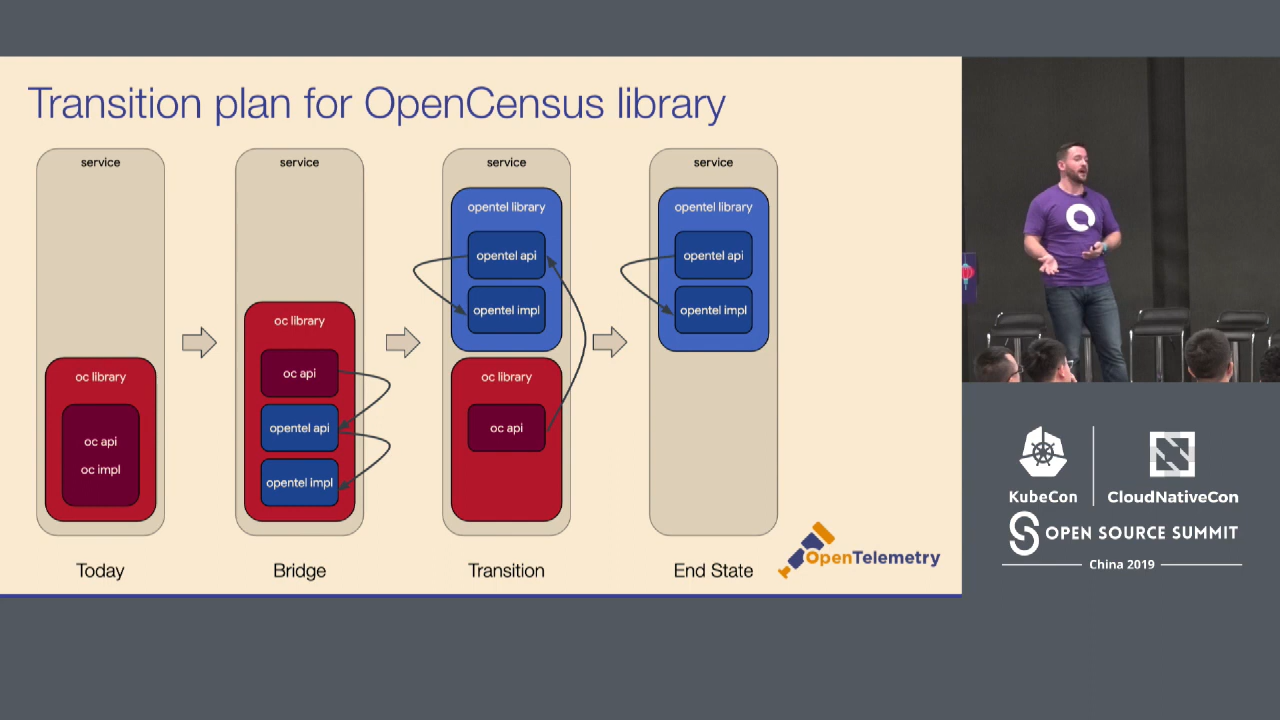 Transition plan for OpenCensus library
service
oc library
oc api
oc impl
Today
service
oc library
oc api
opentel api
opentel impl
Bridge
service
opentel library
opentel api
opentel impl
oc library
oc api
Transition
service
opentel library
opentel api
opentel impl
End State
OpenTelemetry
KubeCon
CloudNativeCon
OPEN SOURCE SUMMIT
China 2019